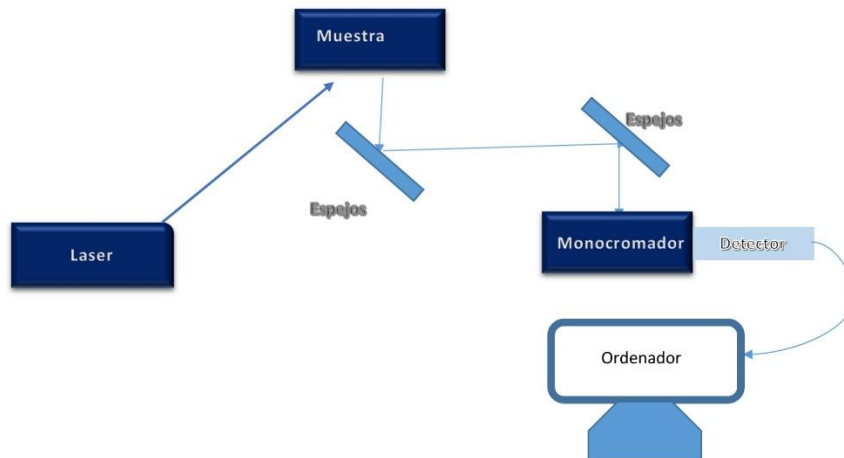 Muestra
Espejos
Espejos
Laser
Monocromador
Detector
Ordenador